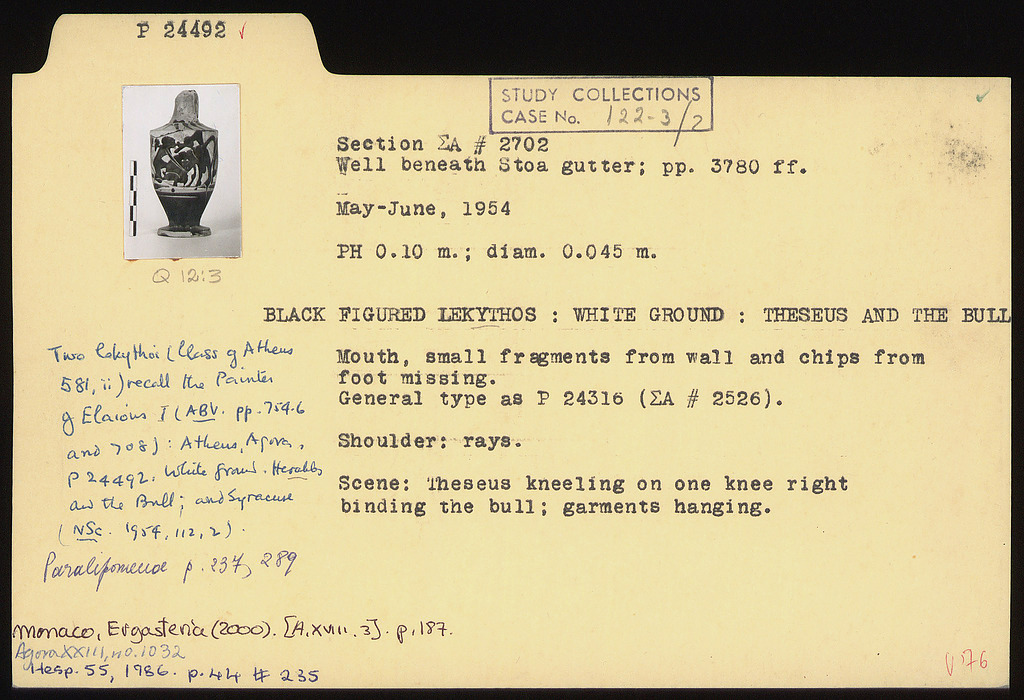 P 24492 ✓
STUDY COLLECTIONS
CASE No. 122-3/2
Section ΣA # 2702
Well beneath Stoa gutter; pp. 3780 ff.
May-June, 1954
PH 0.10 m.; diam. 0.045 m.
Q 12:3
BLACK FIGURED LEKYTHOS : WHITE GROUND : THESEUS AND THE BULL
Mouth, small fragments from wall and chips from
foot missing.
General type as P 24316 (ΣA # 2526).
Shoulder: rays.
Scene: Theseus kneeling on one knee right
binding the bull; garments hanging.
Two lekythoi (Class of Athens
581, ii) recall the Painter
of Elaious I (ABV. pp. 754.6
and 708): Athens, Agora,
P 24492. White ground. Herakles
and the Bull; and Syracuse
(NSc. 1954, 112, 2).
Paralipomenoe p. 237, 289
Monaco, Ergasteria (2000). [A.XVIII.3]. p.187.
Agora XXIII, no. 1032
Hesp. 55, 1986. p. 44 # 235
V '76